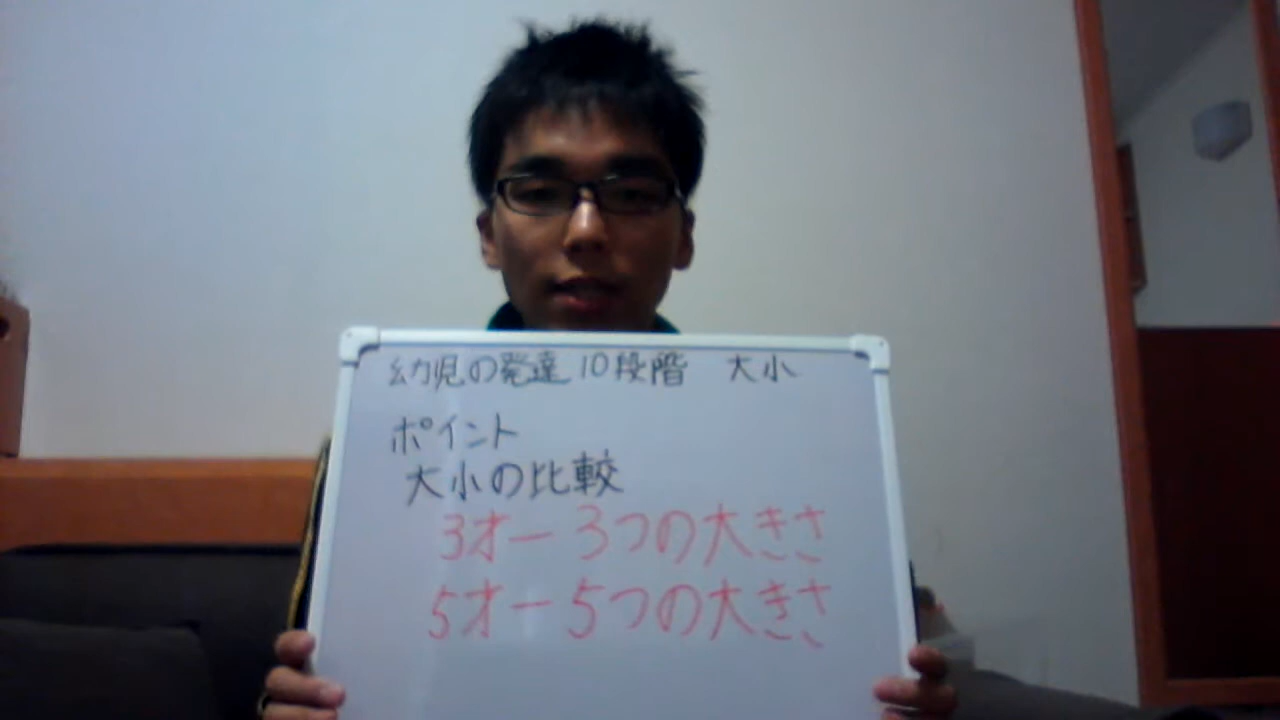 幼児の発達10段階 大小
ポイント
大小の比較
3才ー3つの大きさ
5才ー5つの大きさ